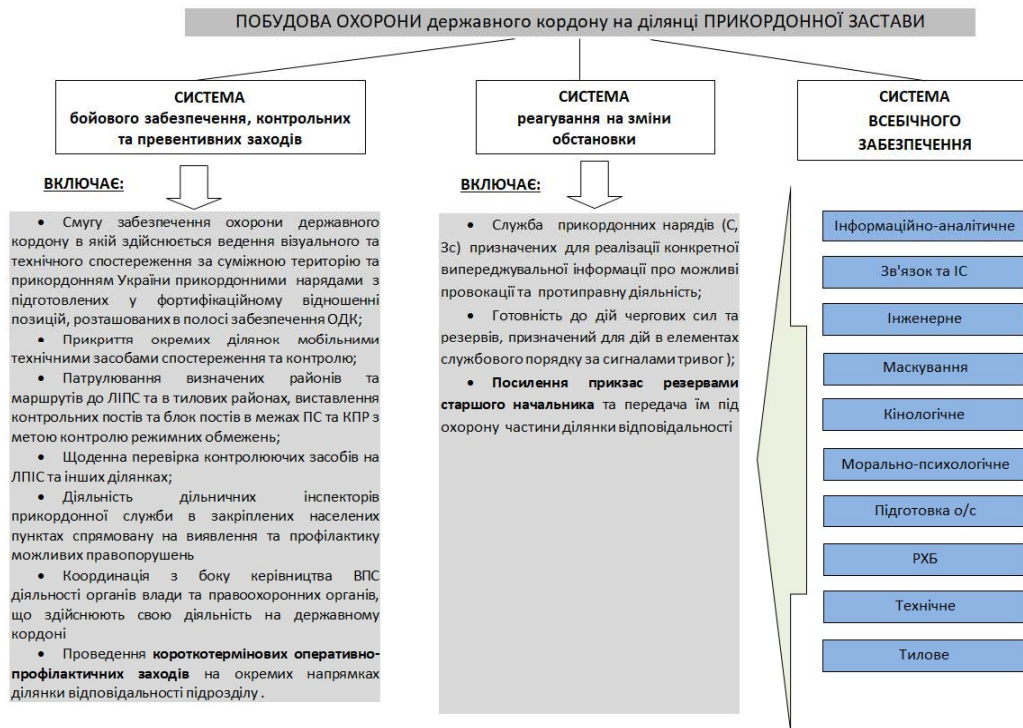 ПОБУДОВА ОХОРОНИ державного кордону на ділянці ПРИКОРДОННОЇ ЗАСТАВИ
СИСТЕМА
бойового забезпечення, контрольних
та превентивних заходів
ВКЛЮЧАЄ:
• Смугу забезпечення охорони державного
кордону в якій здійснюється ведення візуального та
технічного спостереження за суміжною територію та
прикордонням України прикордонними нарядами з
підготовлених у фортифікаційному відношенні
позицій, розташованих в полосі забезпечення ОДК;
• Прикриття окремих ділянок мобільними
технічними засобами спостереження та контролю;
• Патрулювання визначених районів та
маршрутів до ЛІПС та в тилових районах, виставлення
контрольних постів та блок постів в межах ПС та КПР з
метою контролю режимних обмежень;
• Щоденна перевірка контролюючих засобів на
ЛПІС та інших ділянках;
• Діяльність дільничних інспекторів
прикордонної служби в закріплених населених
пунктах спрямовану на виявлення та профілактику
можливих правопорушень
• Координація з боку керівництва ВПС
діяльності органів влади та правоохоронних органів,
що здійснюють свою діяльність на державному
кордоні
• Проведення короткотермінових оперативно-
профілактичних заходів на окремих напрямках
ділянки відповідальності підрозділу .
СИСТЕМА
реагування на зміни
обстановки
ВКЛЮЧАЄ:
• Служба прикордонних нарядів (С,
Зс) призначених для реалізації конкретної
випереджувальної інформації про можливі
провокації та протиправну діяльність;
• Готовність до дій чергових сил та
резервів, призначений для дій в елементах
службового порядку за сигналами тривог );
• Посилення прикзас резервами
старшого начальника та передача їм під
охорону частини ділянки відповідальності
СИСТЕМА
ВСЕБІЧНОГО
ЗАБЕЗПЕЧЕННЯ
Інформаційно-аналітичне
Зв'язок та ІС
Інженерне
Маскування
Кінологічне
Морально-психологічне
Підготовка о/с
РХБ
Технічне
Тилове